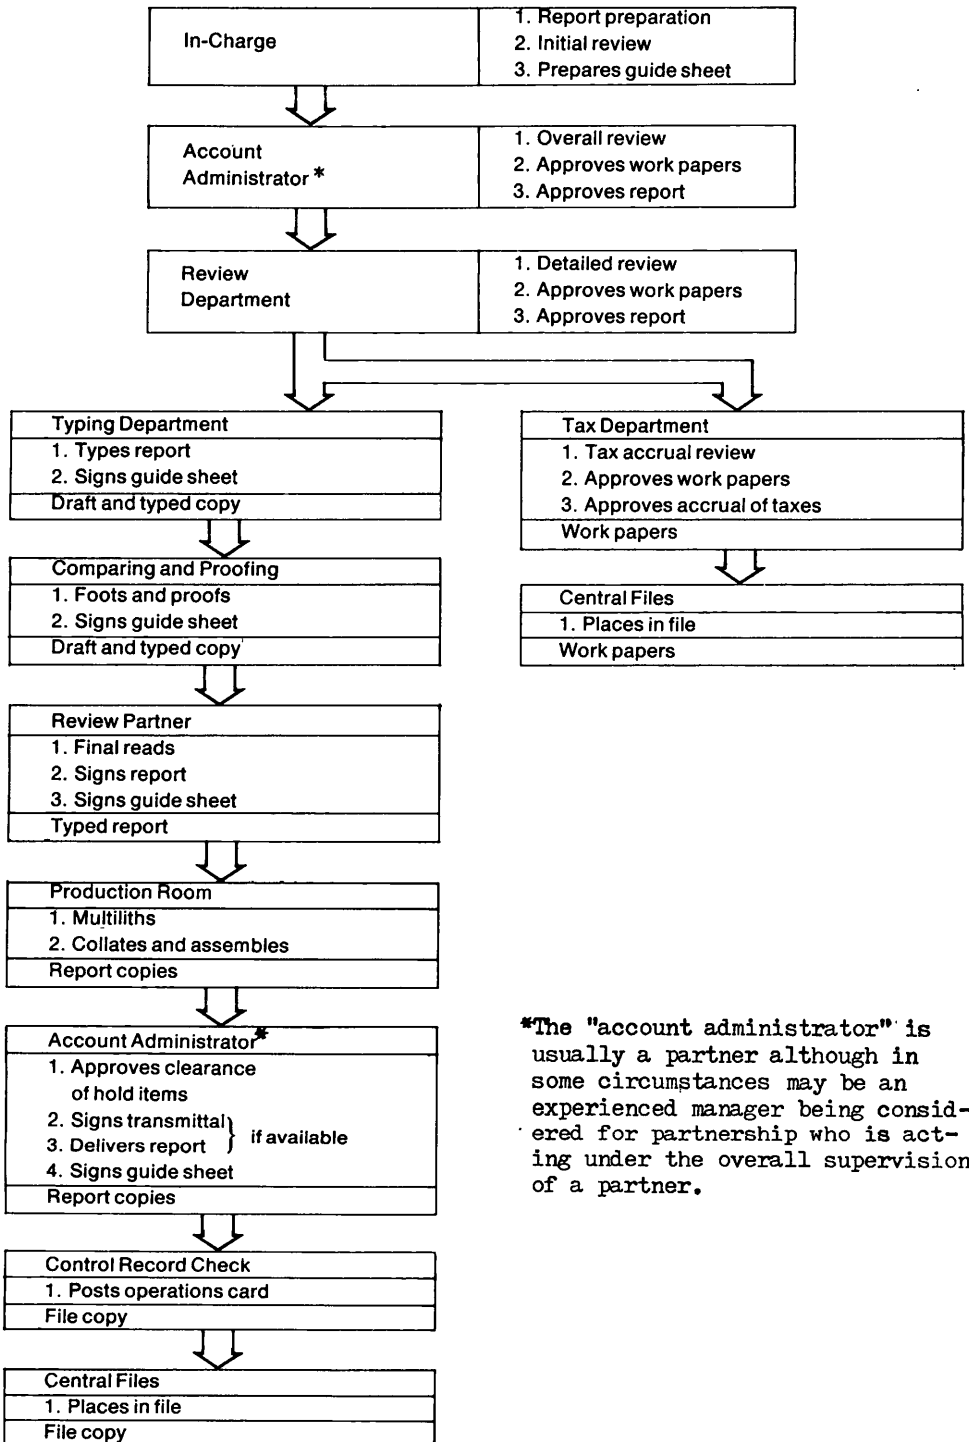 In-Charge
1. Report preparation
2. Initial review
3. Prepares guide sheet
Account
Administrator*
1. Overall review
2. Approves work papers
3. Approves report
Review
Department
1. Detailed review
2. Approves work papers
3. Approves report
Typing Department
1. Types report
2. Signs guide sheet
Draft and typed copy
Tax Department
1. Tax accrual review
2. Approves work papers
3. Approves accrual of taxes
Work papers
Comparing and Proofing
1. Foots and proofs
2. Signs guide sheet
Draft and typed copy
Central Files
1. Places in file
Work papers
Review Partner
1. Final reads
2. Signs report
3. Signs guide sheet
Typed report
Production Room
1. Multiliths
2. Collates and assembles
Report copies
Account Administrator*
1. Approves clearance
of hold items
2. Signs transmittal
3. Delivers report
if available
4. Signs guide sheet
Report copies
*The "account administrator" is
usually a partner although in
some circumstances may be an
experienced manager being consid-
ered for partnership who is act-
ing under the overall supervision
of a partner.
Control Record Check
1. Posts operations card
File copy
Central Files
1. Places in file
File copy